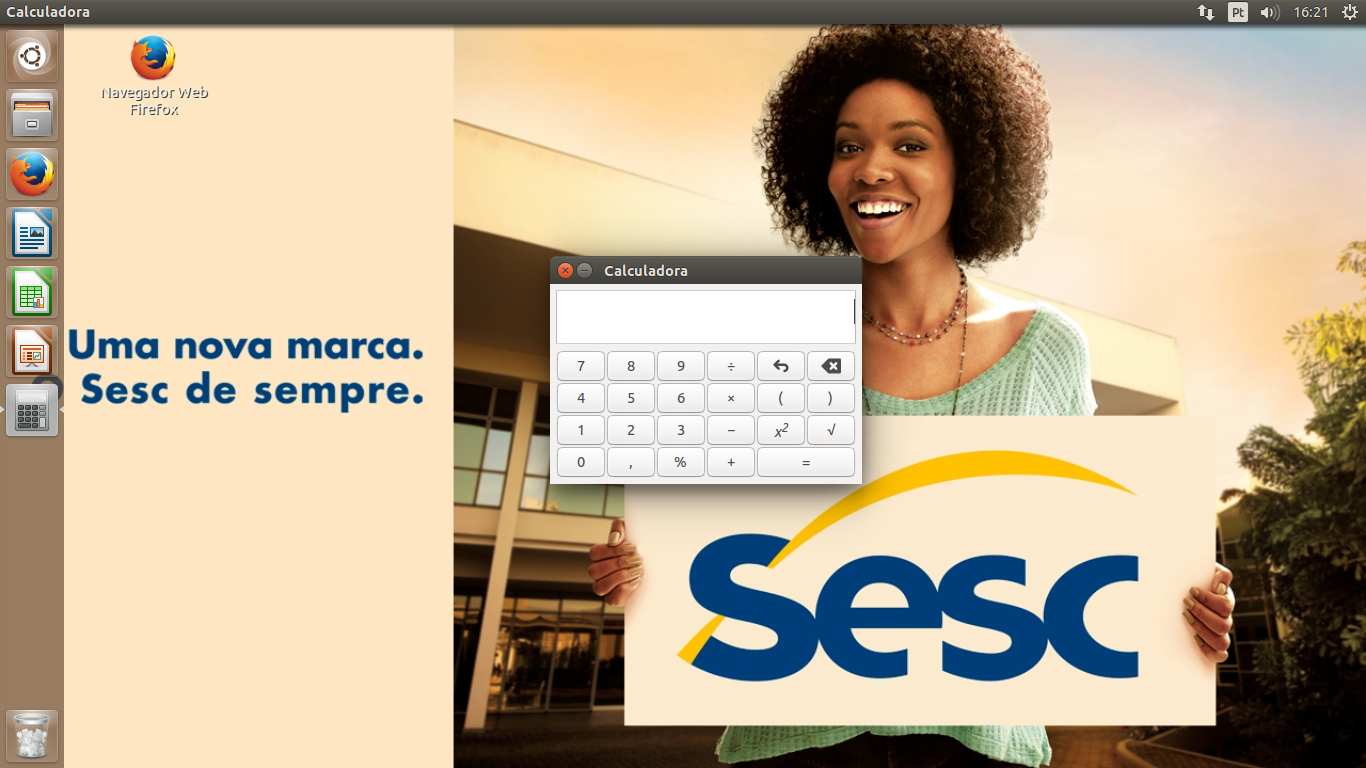 Calculadora
Pt
16:21
Navegador Web
Firefox
Uma nova marca.
Sesc de sempre.
Calculadora
7 8 9 ÷
4 5 6 × ( )
1 2 3 − x² √
0 , % + =
Sesc